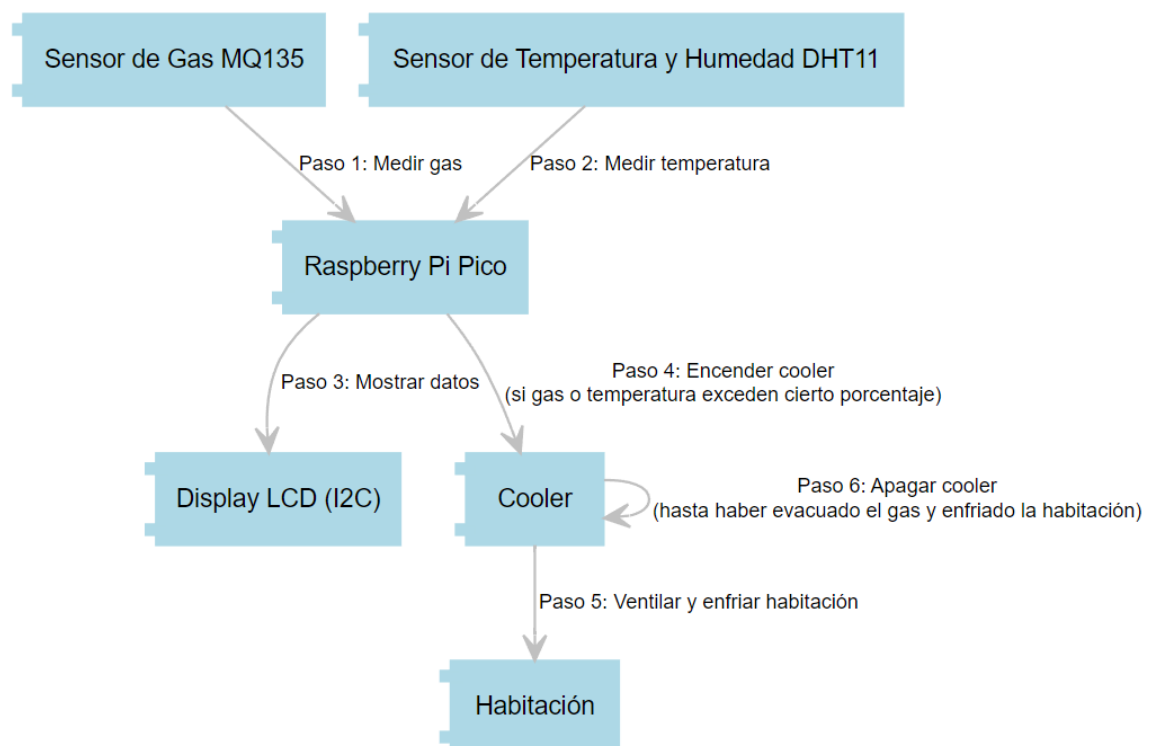 Sensor de Gas MQ135
Sensor de Temperatura y Humedad DHT11
Paso 1: Medir gas
Paso 2: Medir temperatura
Raspberry Pi Pico
Paso 3: Mostrar datos
Paso 4: Encender cooler
(si gas o temperatura exceden cierto porcentaje)
Display LCD (I2C)
Cooler
Paso 6: Apagar cooler
(hasta haber evacuado el gas y enfriado la habitación)
Paso 5: Ventilar y enfriar habitación
Habitación